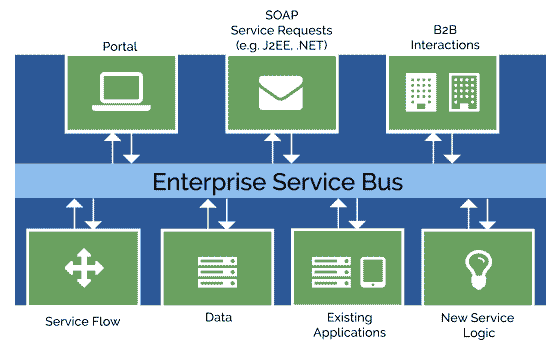 Portal
SOAP
Service Requests
(e.g. J2EE, .NET)
B2B
Interactions
Enterprise Service Bus
Service Flow
Data
Existing
Applications
New Service
Logic